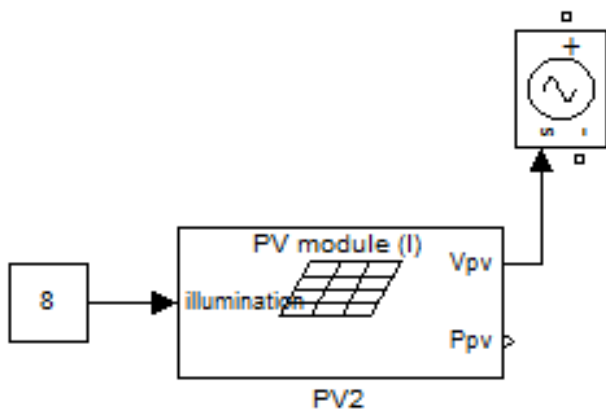 +
s -
PV module (I)
Vpv
8
illumination
Ppv
PV2